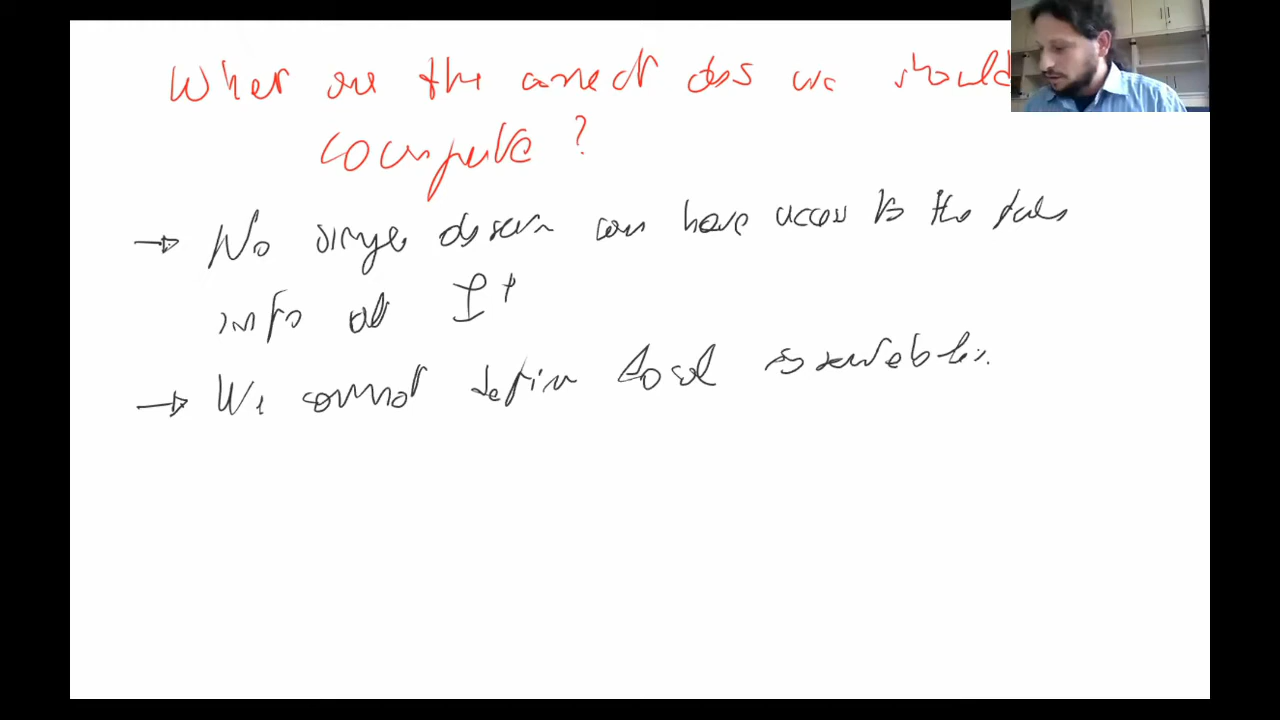 What are the correct obs we should
compute?
→ No single observer can have access to the
info at I⁺
→ We cannot define local observables.